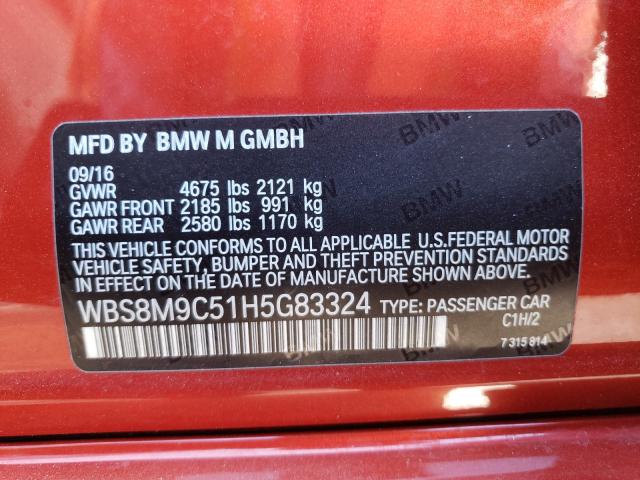 MFD BY BMW M GMBH
09/16
GVWR 4675 lbs 2121 kg
GAWR FRONT 2185 lbs 991 kg
GAWR REAR 2580 lbs 1170 kg
THIS VEHICLE CONFORMS TO ALL APPLICABLE U.S.FEDERAL MOTOR
VEHICLE SAFETY, BUMPER AND THEFT PREVENTION STANDARDS
IN EFFECT ON THE DATE OF MANUFACTURE SHOWN ABOVE.
WBS8M9C51H5G83324 TYPE: PASSENGER CAR
C1H/2
7 315 814